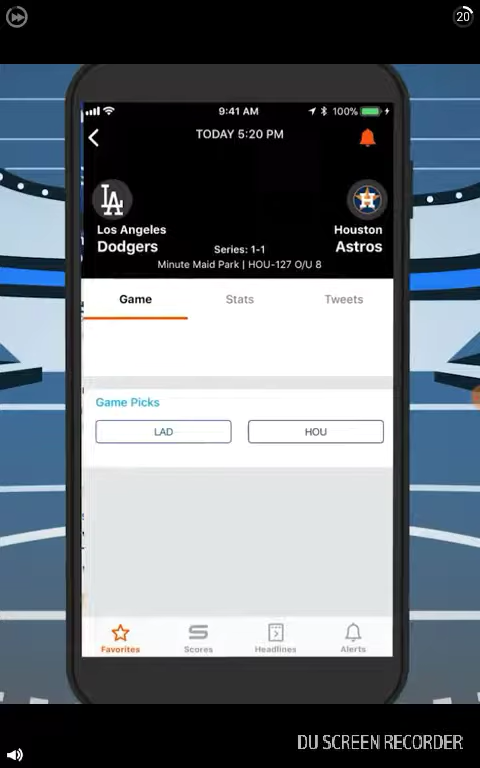 20
9:41 AM
100%
TODAY 5:20 PM
LA
H
Los Angeles
Dodgers
Houston
Astros
Series: 1-1
Minute Maid Park | HOU-127 O/U 8
Game
Stats
Tweets
Game Picks
LAD
HOU
Favorites
Scores
Headlines
Alerts
DU SCREEN RECORDER